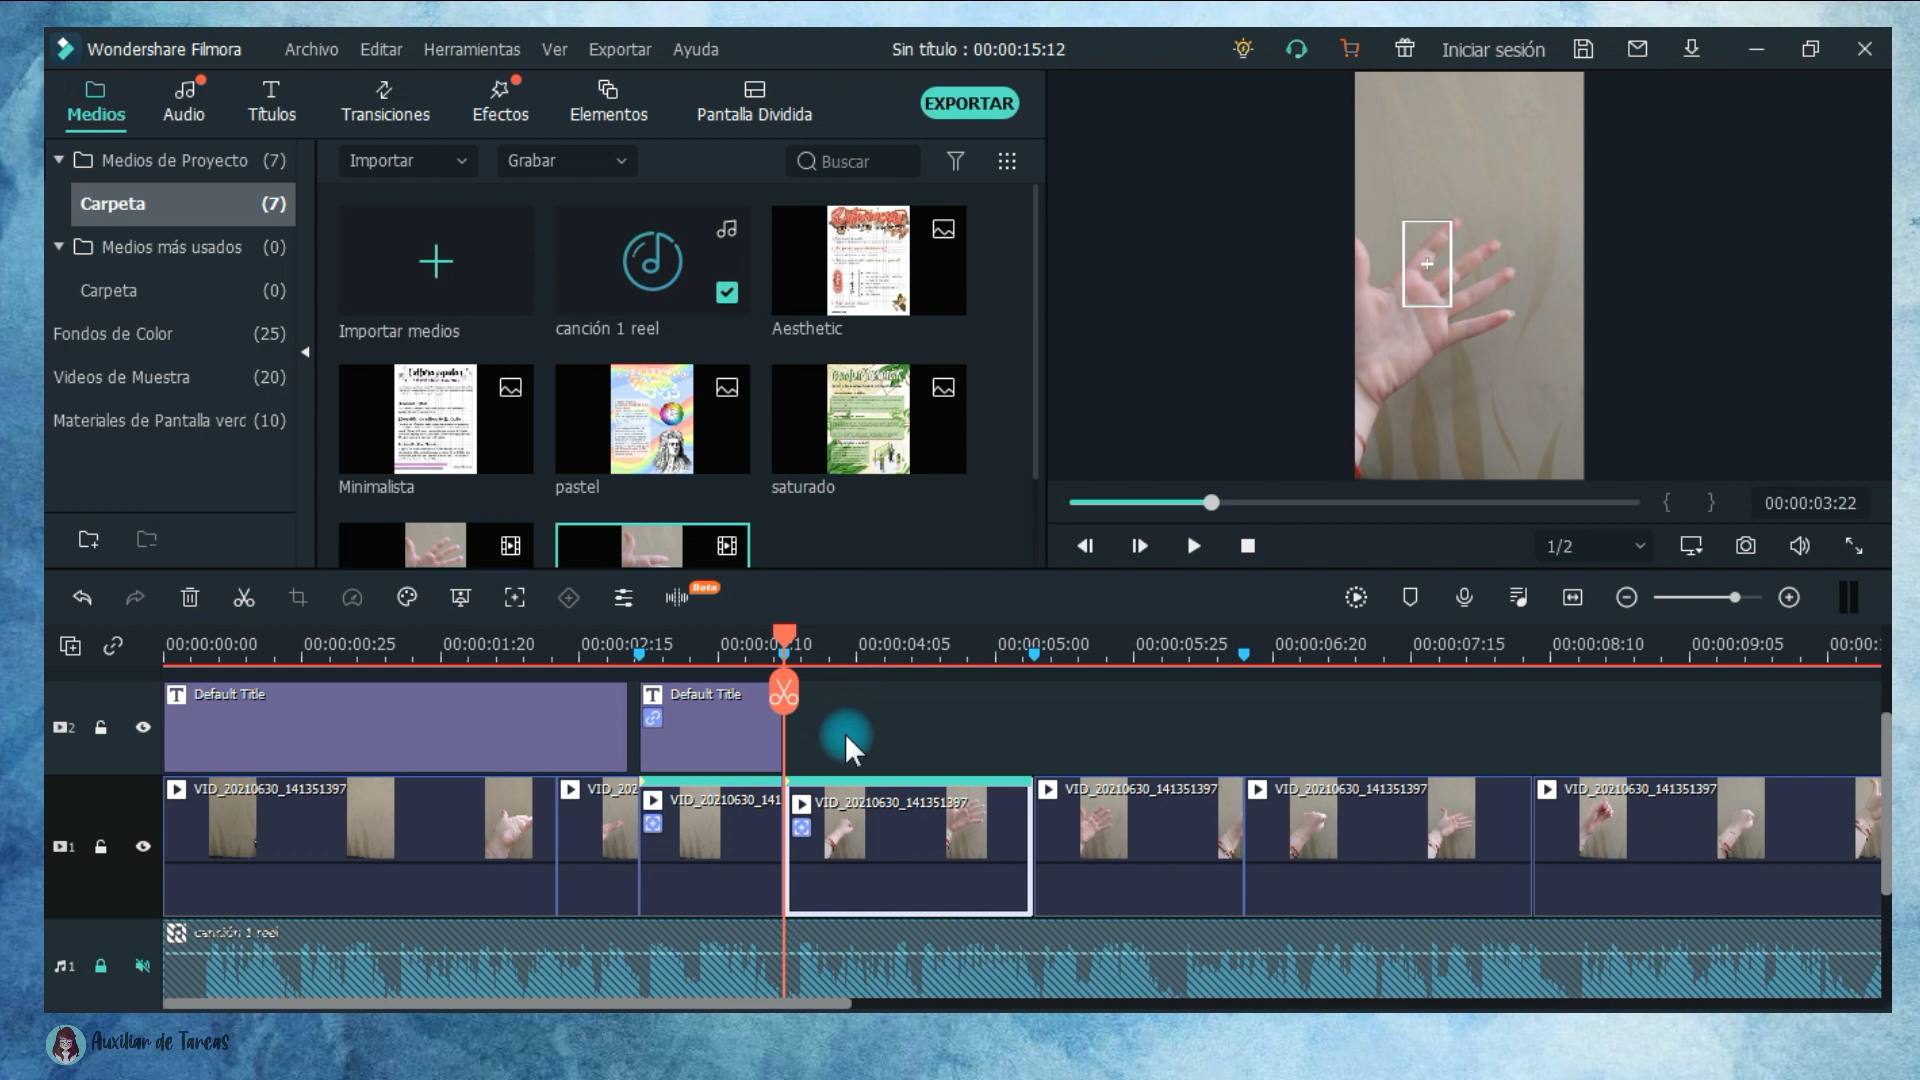 Wondershare Filmora
Archivo Editar Herramientas Ver Exportar Ayuda
Sin título : 00:00:15:12
Iniciar sesión
Medios Audio Títulos Transiciones Efectos Elementos Pantalla Dividida
EXPORTAR
Medios de Proyecto (7)
Carpeta (7)
Medios más usados (0)
Carpeta (0)
Fondos de Color (25)
Videos de Muestra (20)
Materiales de Pantalla verd (10)
Importar Grabar Buscar
Importar medios canción 1 reel Aesthetic
Minimalista pastel saturado
{ } 00:00:03:22
1/2
Beta
00:00:00:00 00:00:00:25 00:00:01:20 00:00:02:15 00:00:04:05 00:00:05:00 00:00:05:25 00:00:06:20 00:00:07:15 00:00:08:10 00:00:09:05
T Default Title T Default Title
2
VID_20210630_141351397 VID_202 VID_20210630_141 VID_20210630_141351397 VID_20210630_141351397 VID_20210630_141351397 VID_20210630_141351397
1
canción 1 reel
1
Auxiliar de Tareas